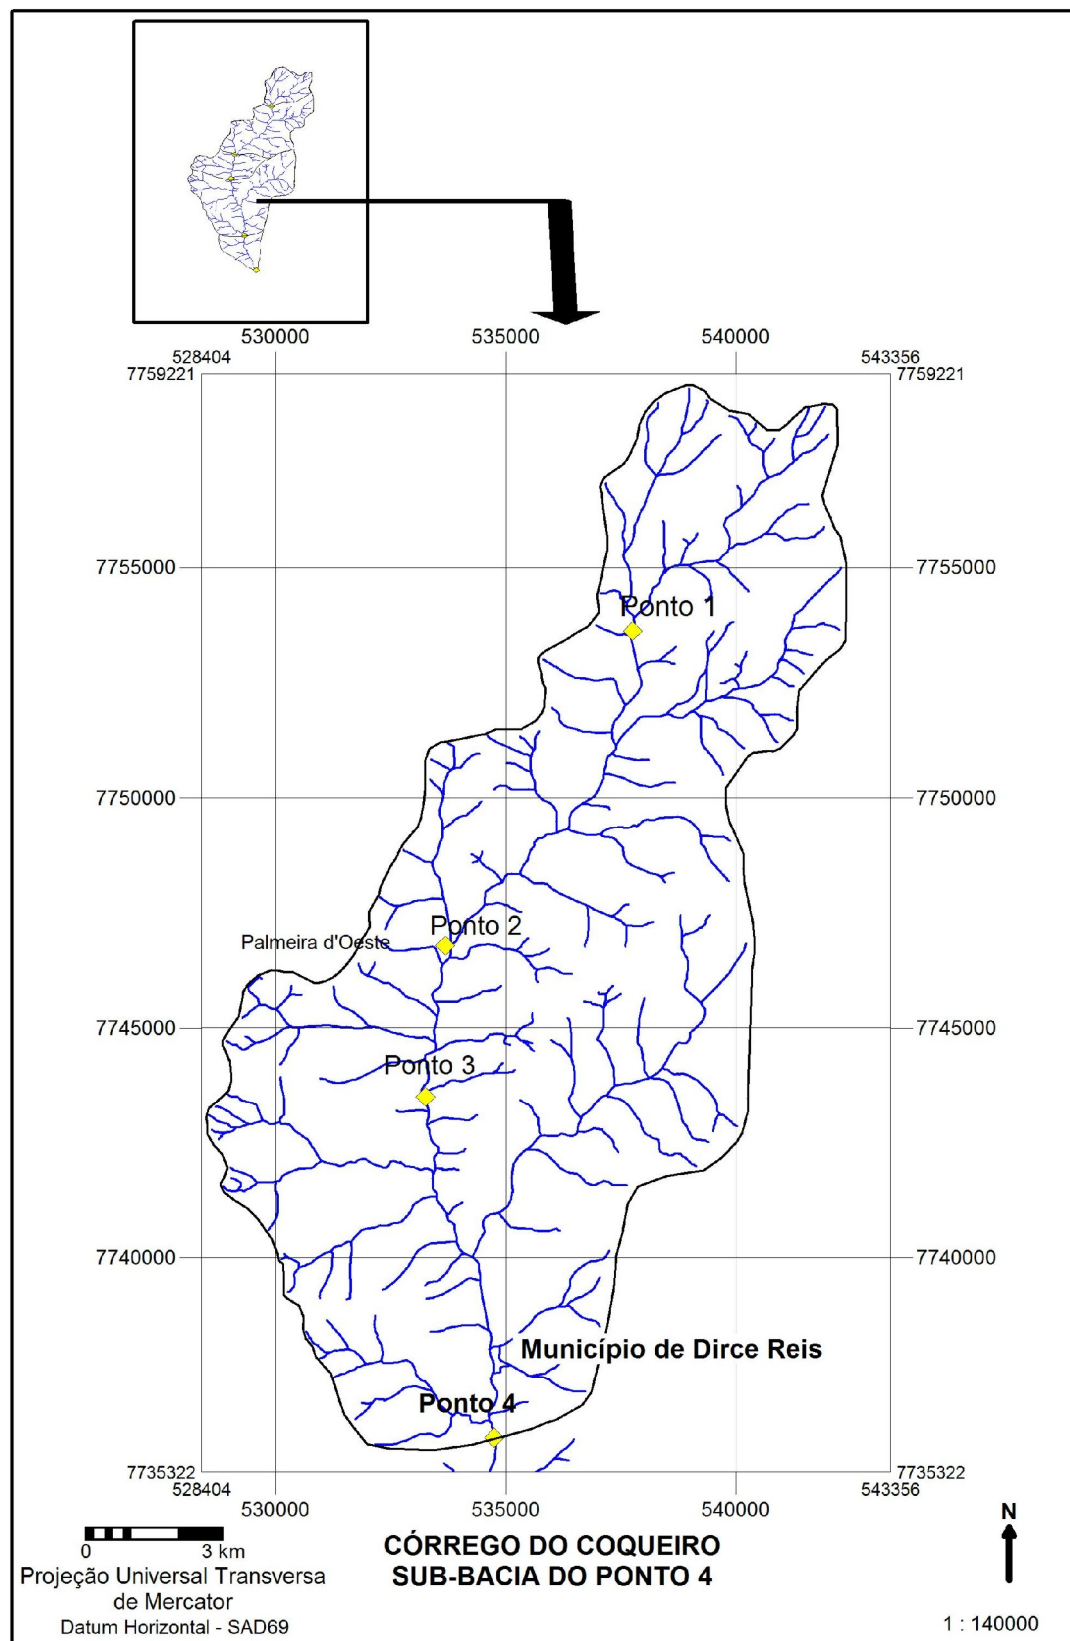 530000 535000 540000
528404 543356
7759221 7759221
7755000 7755000
Ponto 1
7750000 7750000
Ponto 2
Palmeira d'Oeste
7745000 7745000
Ponto 3
7740000 7740000
Município de Dirce Reis
Ponto 4
7735322 7735322
528404 543356
530000 535000 540000
N
0 3 km
CÓRREGO DO COQUEIRO
SUB-BACIA DO PONTO 4
Projeção Universal Transversa
de Mercator
Datum Horizontal - SAD69
1 : 140000